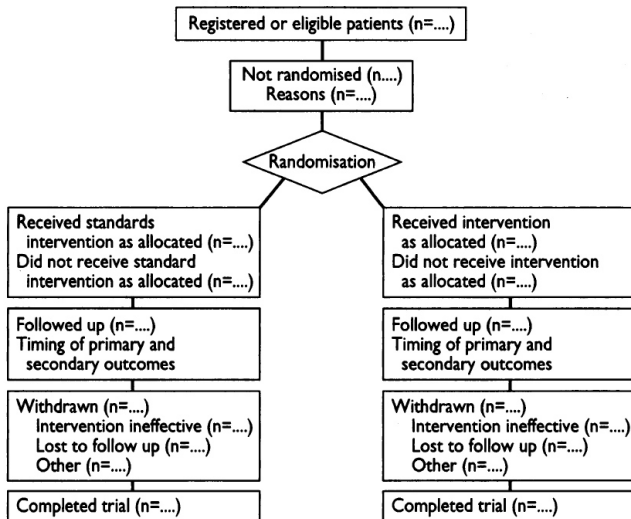 Registered or eligible patients (n=....)
Not randomised (n....)
Reasons (n=....)
Randomisation
Received standards
intervention as allocated (n=....)
Did not receive standard
intervention as allocated (n=....)
Followed up (n=....)
Timing of primary and
secondary outcomes
Withdrawn (n=....)
Intervention ineffective (n=....)
Lost to follow up (n=....)
Other (n=....)
Completed trial (n=....)
Received intervention
as allocated (n=....)
Did not receive intervention
as allocated (n=....)
Followed up (n=....)
Timing of primary and
secondary outcomes
Withdrawn (n=....)
Intervention ineffective (n=....)
Lost to follow up (n=....)
Other (n=....)
Completed trial (n=....)